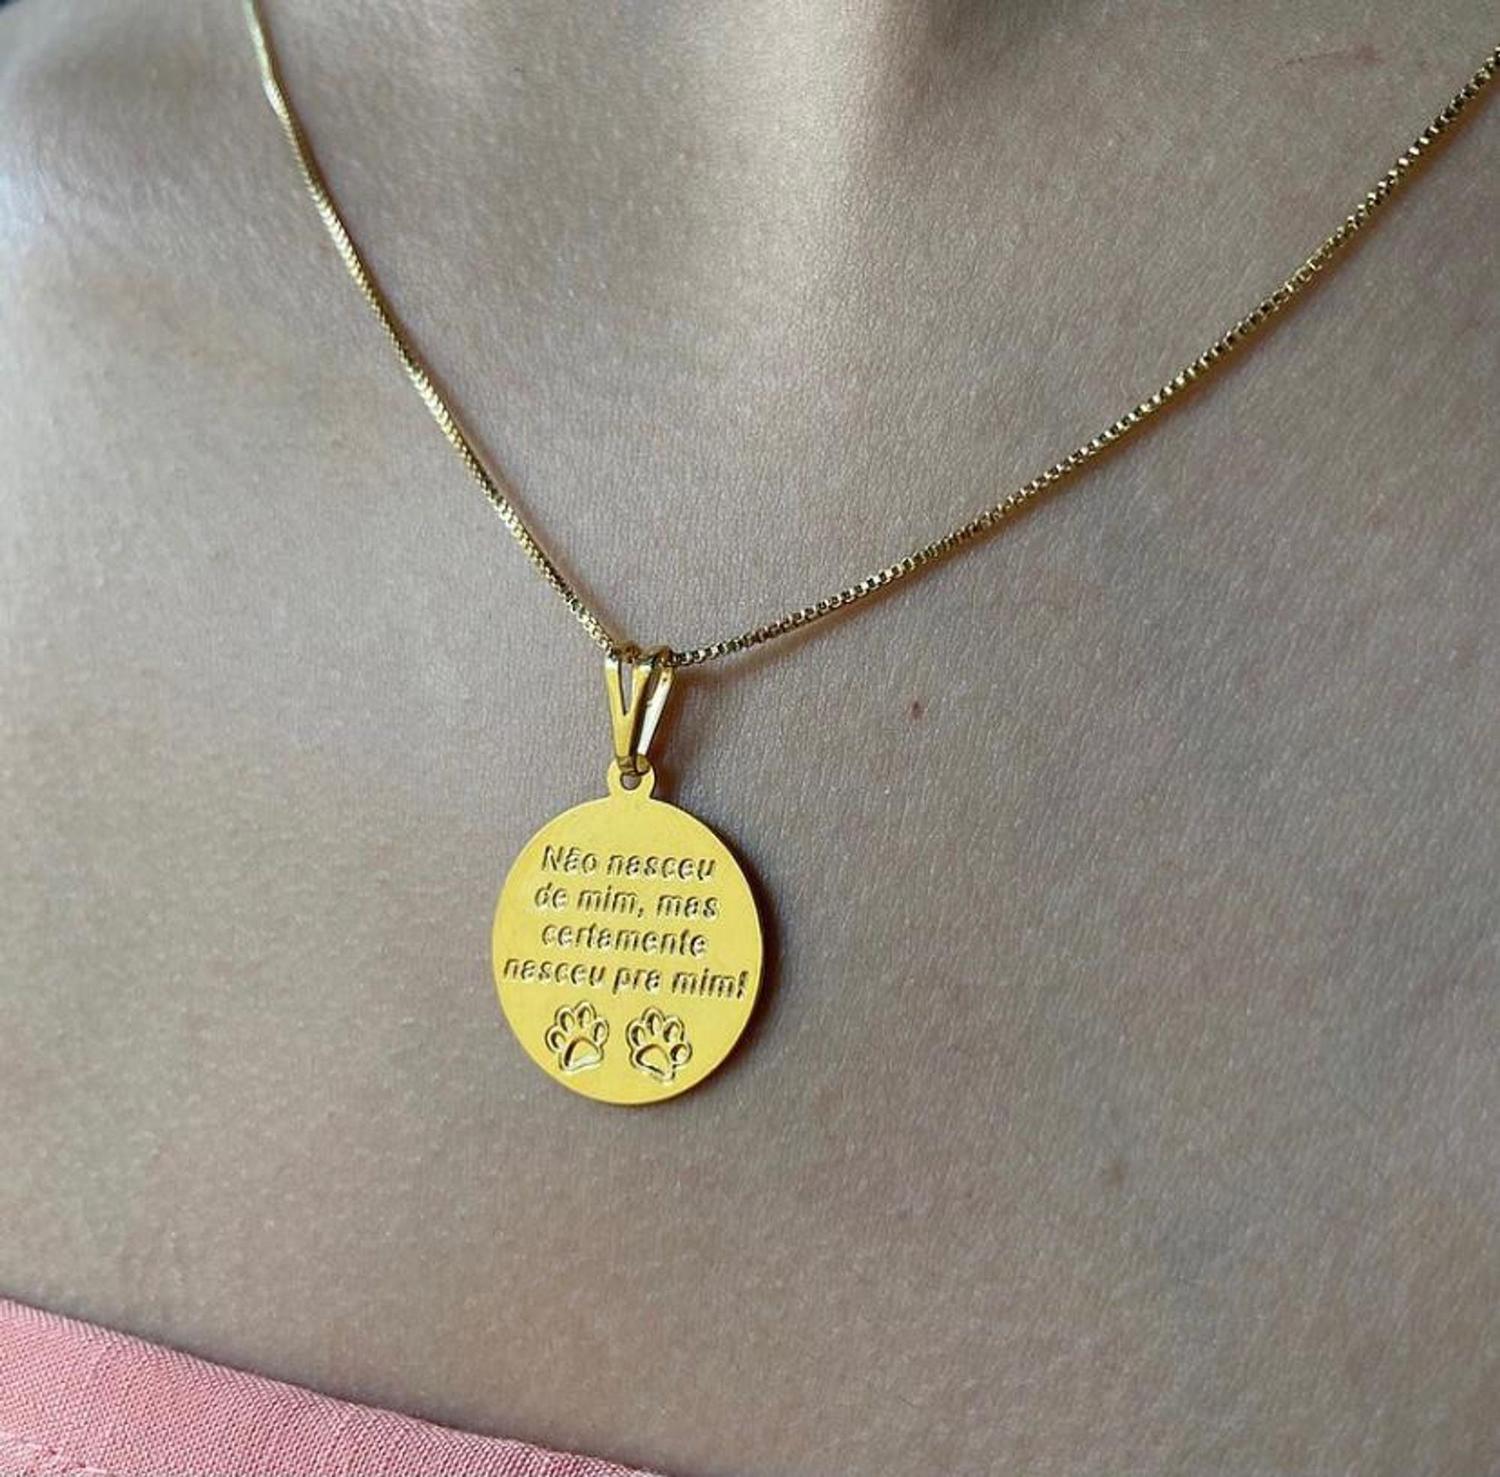 Não nasceu
de mim, mas
certamente
nasceu pra mim!